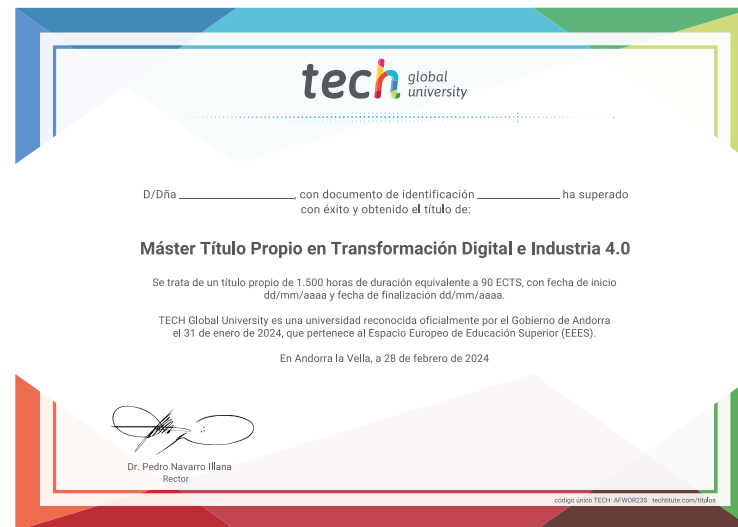 tech global university
D/Dña ____________________, con documento de identificación ______________ ha superado
con éxito y obtenido el título de:
Máster Título Propio en Transformación Digital e Industria 4.0
Se trata de un título propio de 1.500 horas de duración equivalente a 90 ECTS, con fecha de inicio
dd/mm/aaaa y fecha de finalización dd/mm/aaaa.
TECH Global University es una universidad reconocida oficialmente por el Gobierno de Andorra
el 31 de enero de 2024, que pertenece al Espacio Europeo de Educación Superior (EEES).
En Andorra la Vella, a 28 de febrero de 2024
Dr. Pedro Navarro Illana
Rector
código único TECH: AFWOR23S techtitute.com/titulos